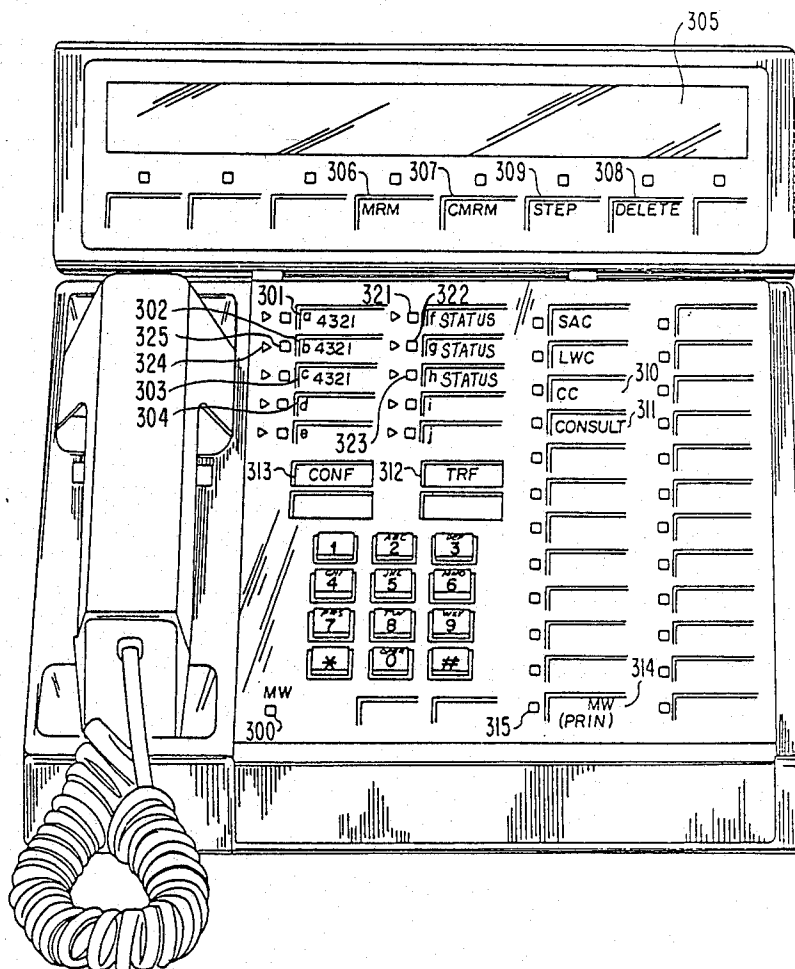 305
306 307 309 308
MRM CMRM STEP DELETE
301 321 322
302
325
324
303
304
a 4321
b 4321
c 4321
d
e
f STATUS
g STATUS
h STATUS
i
j
323
SAC
LWC
CC 310
CONSULT 311
313 CONF 312 TRF
1 ABC 2 DEF 3
4 5 6
7 8 9
* 0 #
MW
300
315 MW 314
(PRIN)